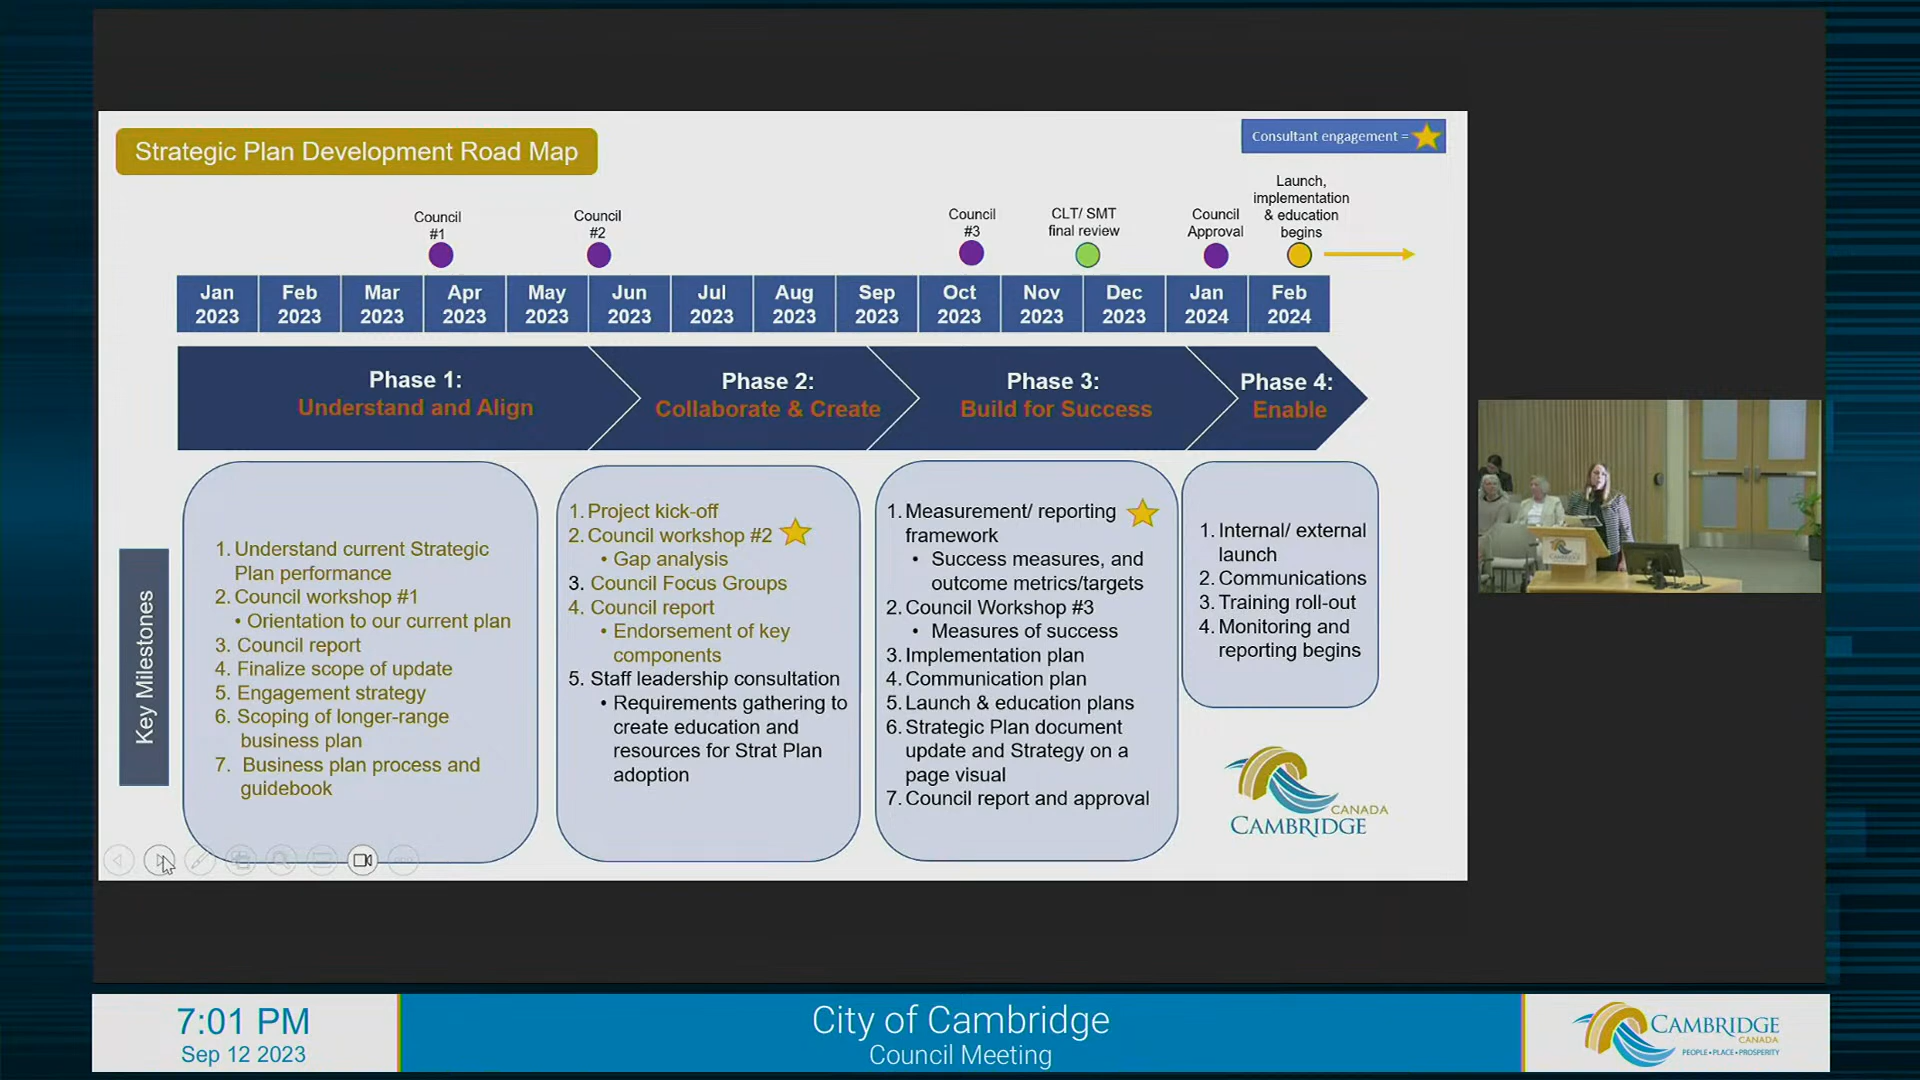 Strategic Plan Development Road Map
Consultant engagement =
Council
#1
Council
#2
Council
#3
CLT/ SMT
final review
Council
Approval
Launch,
implementation
& education
begins
Jan
2023
Feb
2023
Mar
2023
Apr
2023
May
2023
Jun
2023
Jul
2023
Aug
2023
Sep
2023
Oct
2023
Nov
2023
Dec
2023
Jan
2024
Feb
2024
Phase 1:
Understand and Align
Phase 2:
Collaborate & Create
Phase 3:
Build for Success
Phase 4:
Enable
Key Milestones
1. Understand current Strategic
Plan performance
2. Council workshop #1
• Orientation to our current plan
3. Council report
4. Finalize scope of update
5. Engagement strategy
6. Scoping of longer-range
business plan
7. Business plan process and
guidebook
1. Project kick-off
2. Council workshop #2
• Gap analysis
3. Council Focus Groups
4. Council report
• Endorsement of key
components
5. Staff leadership consultation
• Requirements gathering to
create education and
resources for Strat Plan
adoption
1. Measurement/ reporting
framework
• Success measures, and
outcome metrics/targets
2. Council Workshop #3
• Measures of success
3. Implementation plan
4. Communication plan
5. Launch & education plans
6. Strategic Plan document
update and Strategy on a
page visual
7. Council report and approval
1. Internal/ external
launch
2. Communications
3. Training roll-out
4. Monitoring and
reporting begins
CANADA
CAMBRIDGE
7:01 PM
Sep 12 2023
City of Cambridge
Council Meeting
CAMBRIDGE
CANADA
PEOPLE • PLACE • PROSPERITY